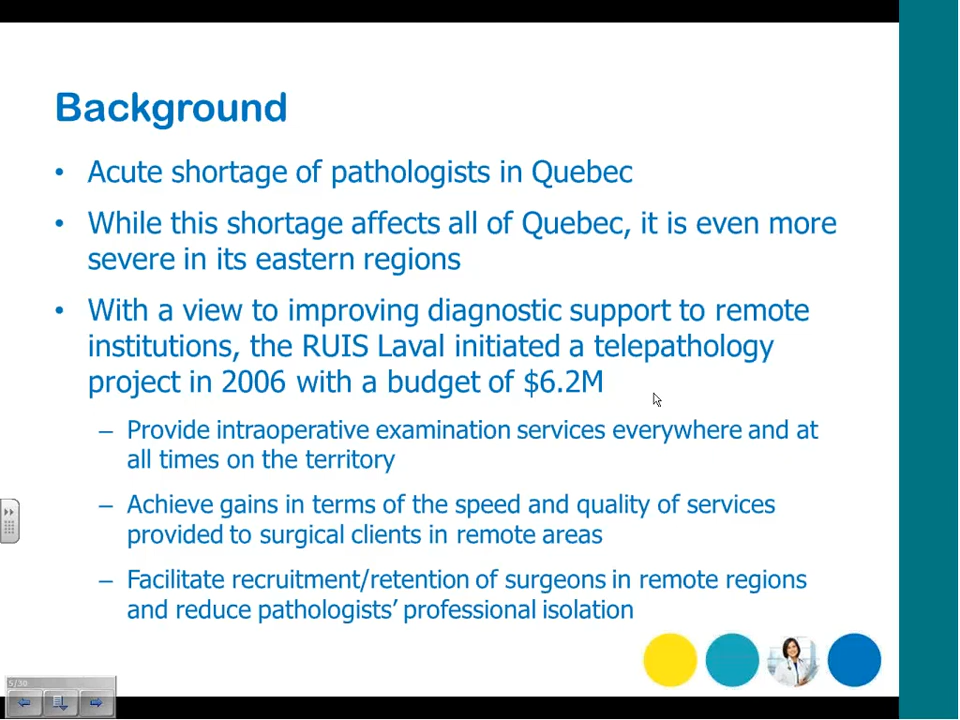 Background
• Acute shortage of pathologists in Quebec
• While this shortage affects all of Quebec, it is even more
severe in its eastern regions
• With a view to improving diagnostic support to remote
institutions, the RUIS Laval initiated a telepathology
project in 2006 with a budget of $6.2M
– Provide intraoperative examination services everywhere and at
all times on the territory
– Achieve gains in terms of the speed and quality of services
provided to surgical clients in remote areas
– Facilitate recruitment/retention of surgeons in remote regions
and reduce pathologists’ professional isolation
5/30